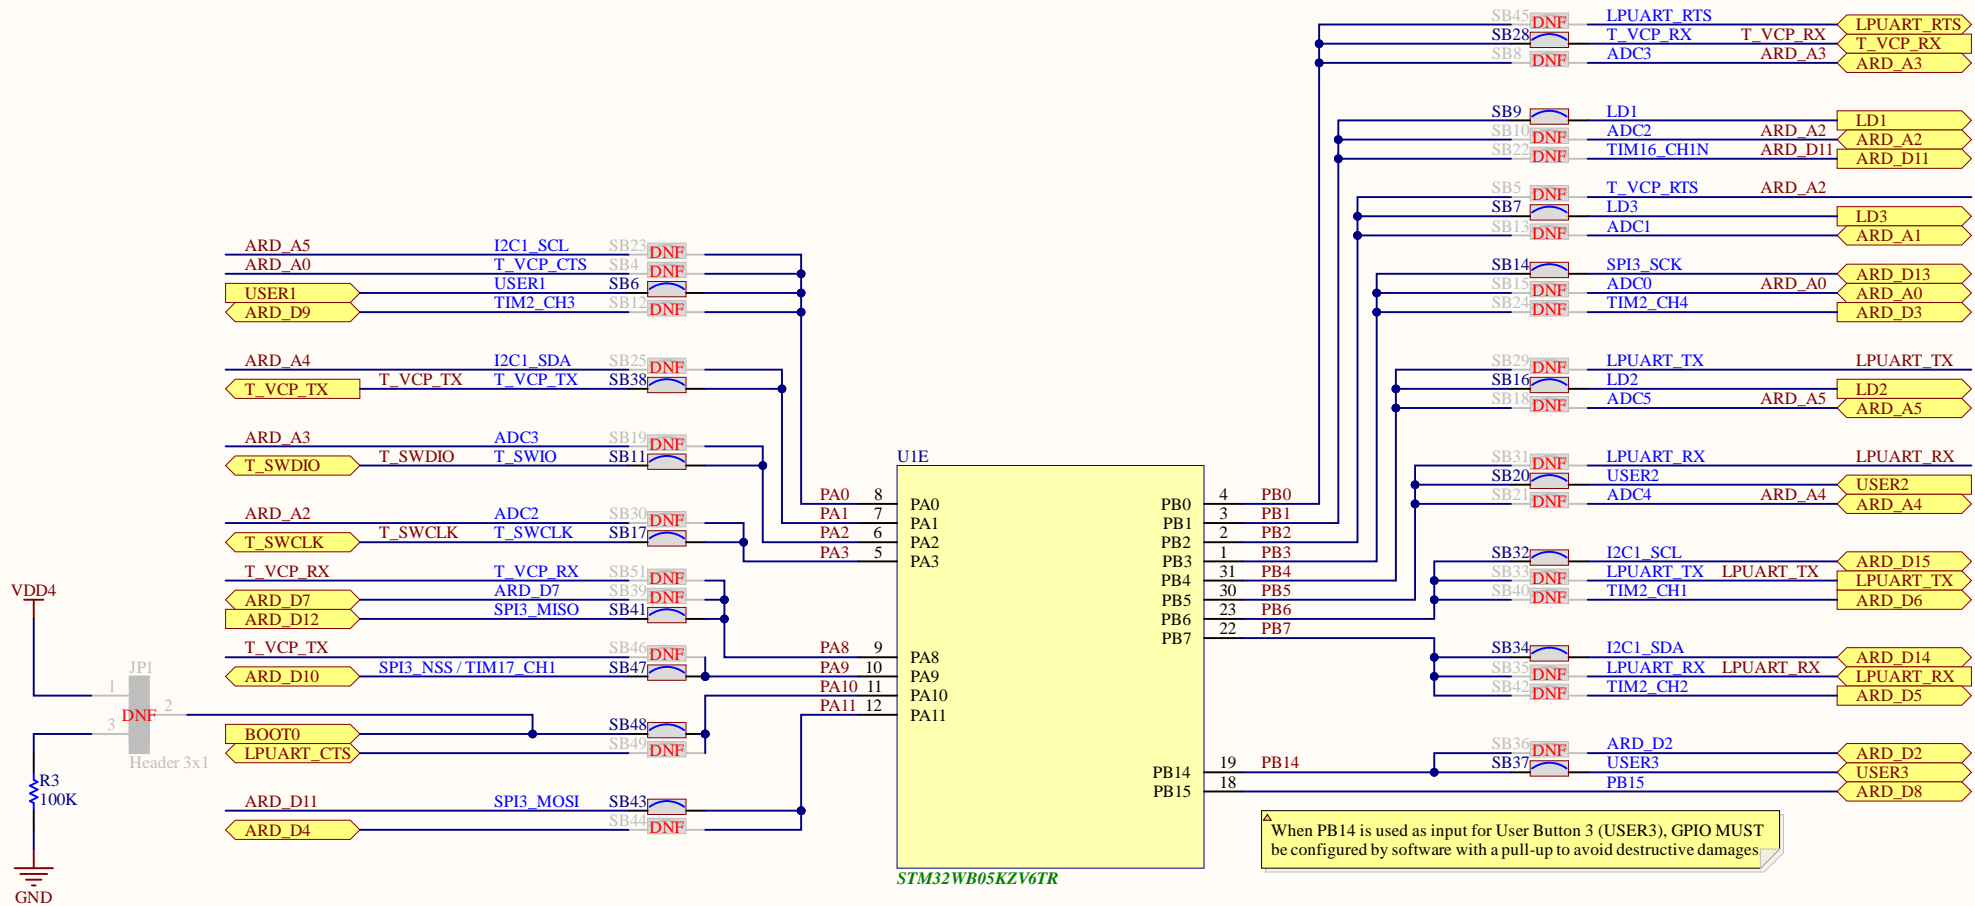 SB45 DNF LPUART_RTS LPUART_RTS
SB28 T_VCP_RX T_VCP_RX T_VCP_RX
SB8 DNF ADC3 ARD_A3 ARD_A3
SB9 LD1 LD1
SB10 DNF ADC2 ARD_A2 ARD_A2
SB22 DNF TIM16_CH1N ARD_D11 ARD_D11
SB5 DNF T_VCP_RTS ARD_A2
SB7 LD3 LD3
SB13 DNF ADC1 ARD_A1
SB14 SPI3_SCK ARD_D13
SB15 DNF ADC0 ARD_A0 ARD_A0
SB24 DNF TIM2_CH4 ARD_D3
SB29 DNF LPUART_TX LPUART_TX
SB16 LD2 LD2
SB18 DNF ADC5 ARD_A5 ARD_A5
SB31 DNF LPUART_RX LPUART_RX
SB20 USER2 USER2
SB21 DNF ADC4 ARD_A4 ARD_A4
SB32 I2C1_SCL ARD_D15
SB33 DNF LPUART_TX LPUART_TX LPUART_TX
SB40 DNF TIM2_CH1 ARD_D6
SB34 I2C1_SDA ARD_D14
SB35 DNF LPUART_RX LPUART_RX LPUART_RX
SB42 DNF TIM2_CH2 ARD_D5
SB36 DNF ARD_D2 ARD_D2
SB37 USER3 USER3
PB15 ARD_D8
ARD_A5 I2C1_SCL SB23 DNF
ARD_A0 T_VCP_CTS SB4 DNF
USER1 USER1 SB6
ARD_D9 TIM2_CH3 SB12 DNF
ARD_A4 I2C1_SDA SB25 DNF
T_VCP_TX T_VCP_TX T_VCP_TX SB38
ARD_A3 ADC3 SB19 DNF
T_SWDIO T_SWDIO T_SWIO SB11
ARD_A2 ADC2 SB30 DNF
T_SWCLK T_SWCLK T_SWCLK SB17
T_VCP_RX T_VCP_RX SB51 DNF
ARD_D7 ARD_D7 SB39 DNF
ARD_D12 SPI3_MISO SB41
T_VCP_TX SB46 DNF
ARD_D10 SPI3_NSS / TIM17_CH1 SB47
BOOT0 SB48
LPUART_CTS SB49 DNF
ARD_D11 SPI3_MOSI SB43
ARD_D4 SB44 DNF
VDD4
JP1
1
DNF 2
3
Header 3x1
R3
100K
GND
U1E
PA0 8 PA0
PA1 7 PA1
PA2 6 PA2
PA3 5 PA3
PA8 9 PA8
PA9 10 PA9
PA10 11 PA10
PA11 12 PA11
PB0 4 PB0
PB1 3 PB1
PB2 2 PB2
PB3 1 PB3
PB4 31 PB4
PB5 30 PB5
PB6 23 PB6
PB7 22 PB7
PB14 19 PB14
PB15 18
STM32WB05KZV6TR
When PB14 is used as input for User Button 3 (USER3), GPIO MUST
be configured by software with a pull-up to avoid destructive damages